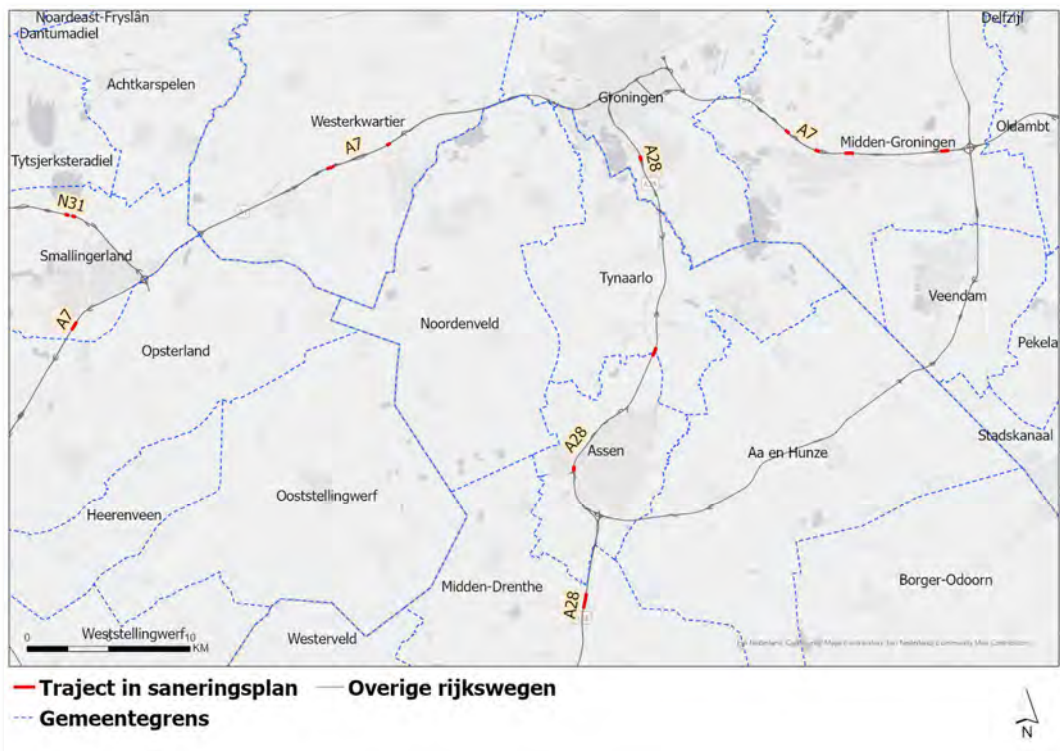 Noardeast-Fryslân
Dantumadiel
Delfzijl
Achtkarspelen
Groningen
Westerkwartier
A7
A7
Midden-Groningen
Oldambt
Tytsjerksteradiel
A28
N31
Smallingerland
Tynaarlo
Veendam
A7
Noordenveld
Opsterland
Pekela
A28
Assen
Aa en Hunze
Stadskanaal
Ooststellingwerf
Heerenveen
Midden-Drenthe
Borger-Odoorn
A28
Weststellingwerf
Westerveld
0
10
KM
Traject in saneringsplan
Overige rijkswegen
Gemeentegrens
N